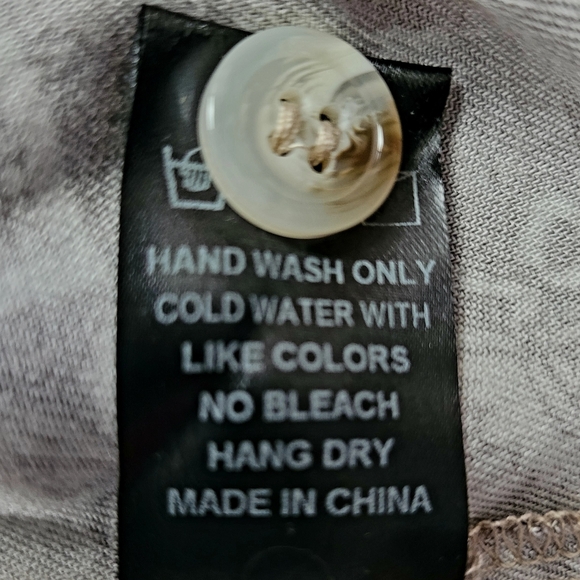 HAND WASH ONLY
COLD WATER WITH
LIKE COLORS
NO BLEACH
HANG DRY
MADE IN CHINA